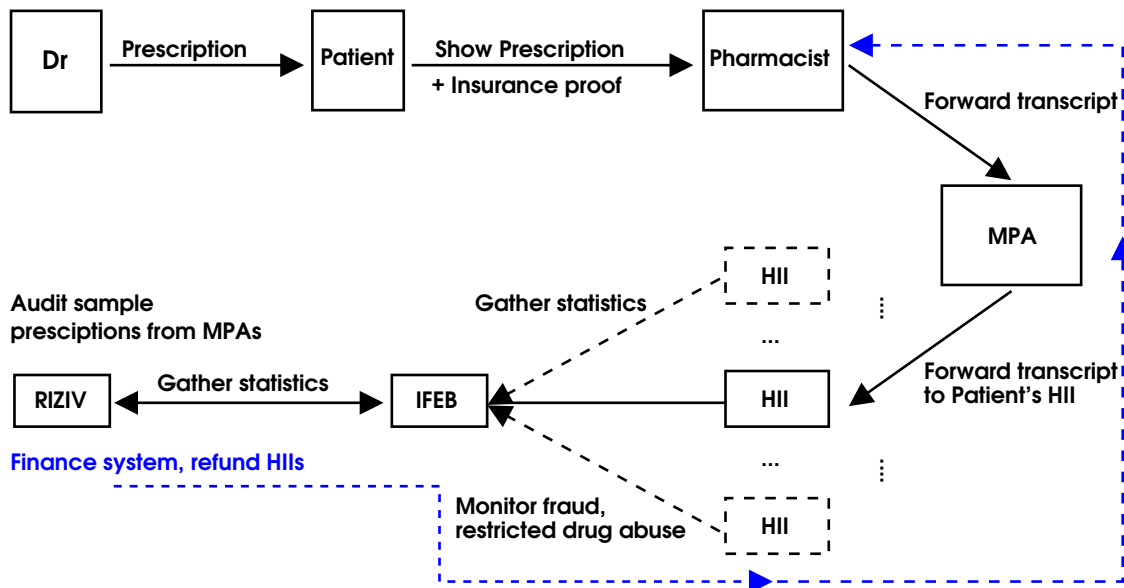 Dr
Prescription
Patient
Show Prescription
+ Insurance proof
Pharmacist
Forward transcript
MPA
HII
Gather statistics
...
Audit sample
presciptions from MPAs
RIZIV
Gather statistics
IFEB
HII
Forward transcript
to Patient's HII
Finance system, refund HIIs
...
Monitor fraud,
restricted drug abuse
HII